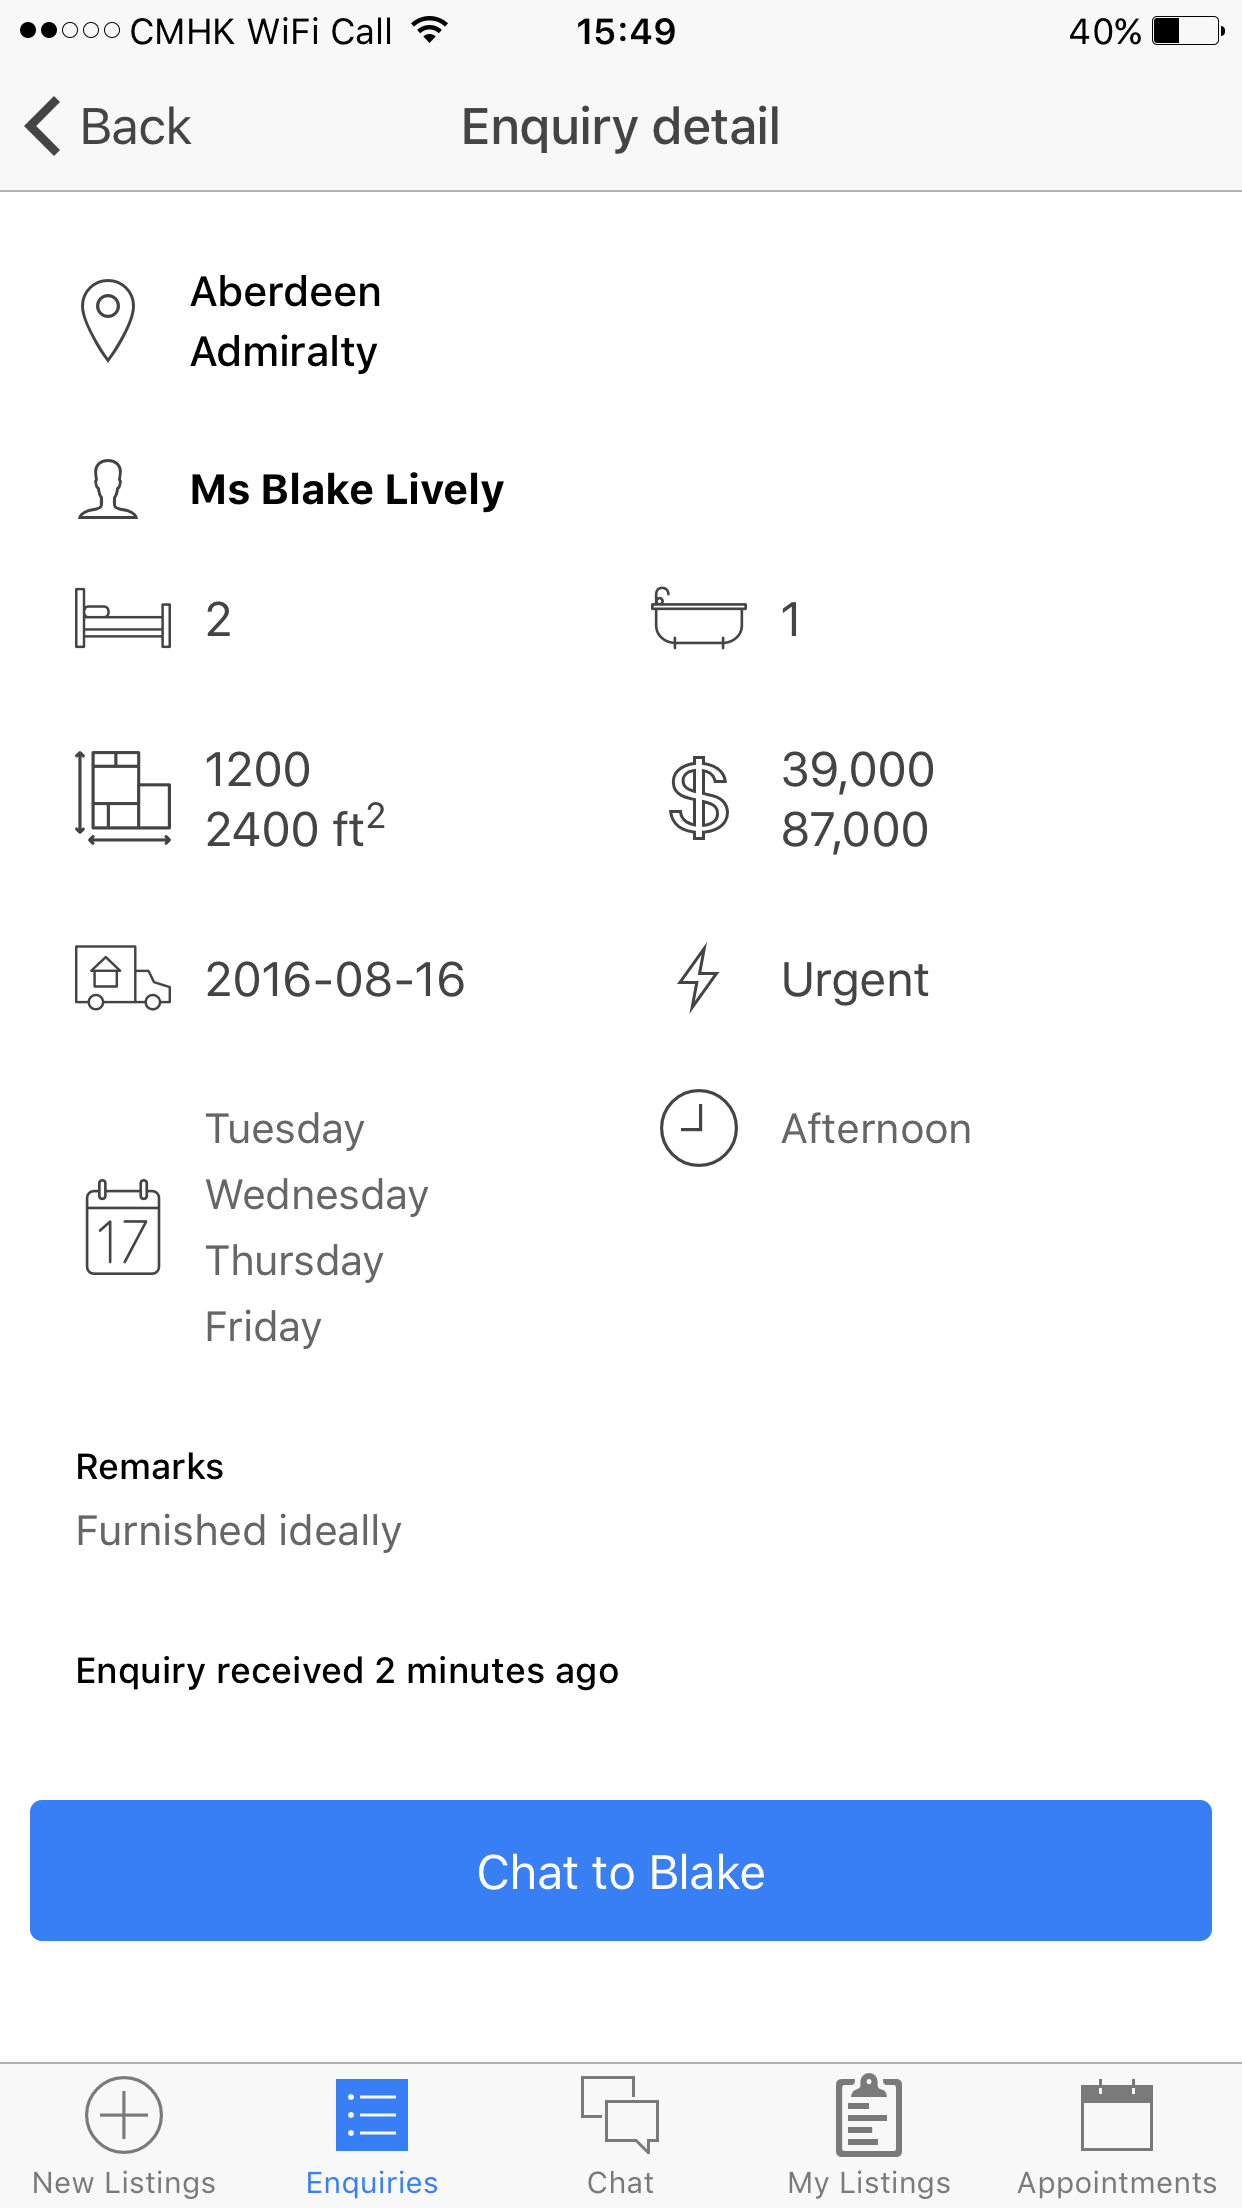 CMHK WiFi Call 15:49 40%
Back Enquiry detail
Aberdeen
Admiralty
Ms Blake Lively
2 1
1200 39,000
2400 ft² 87,000
2016-08-16 Urgent
Tuesday Afternoon
Wednesday
17
Thursday
Friday
Remarks
Furnished ideally
Enquiry received 2 minutes ago
Chat to Blake
New Listings Enquiries Chat My Listings Appointments